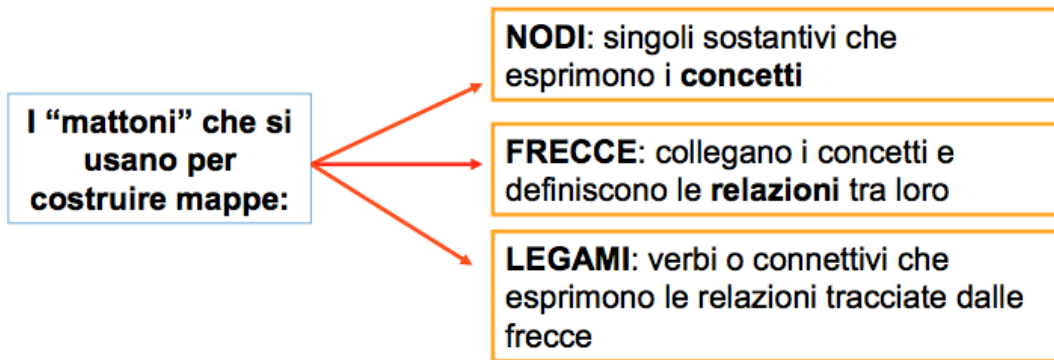 I “mattoni” che si
usano per
costruire mappe:
NODI: singoli sostantivi che
esprimono i concetti
FRECCE: collegano i concetti e
definiscono le relazioni tra loro
LEGAMI: verbi o connettivi che
esprimono le relazioni tracciate dalle
frecce